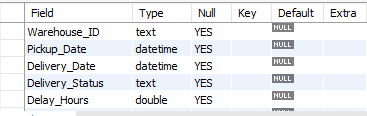 Field Type Null Key Default Extra
Warehouse_ID text YES NULL
Pickup_Date datetime YES NULL
Delivery_Date datetime YES NULL
Delivery_Status text YES NULL
Delay_Hours double YES NULL